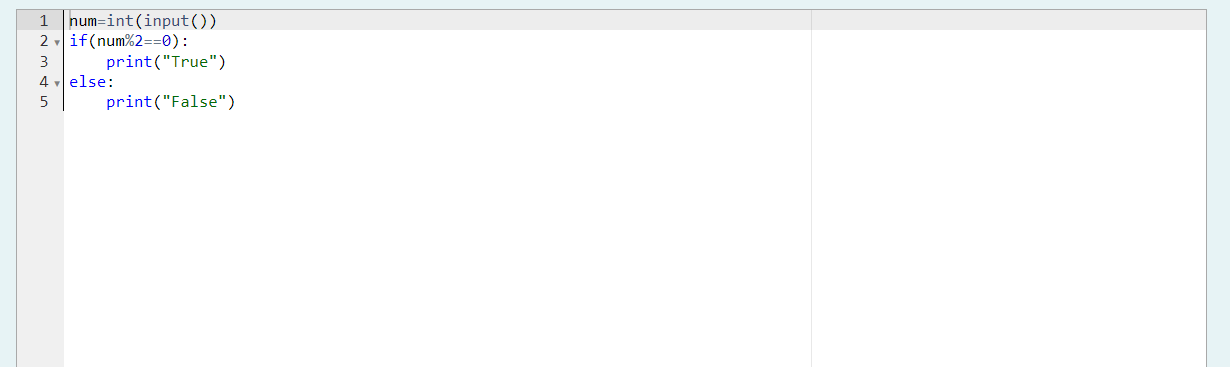 1 num=int(input())
2 if(num%2==0):
3     print("True")
4 else:
5     print("False")